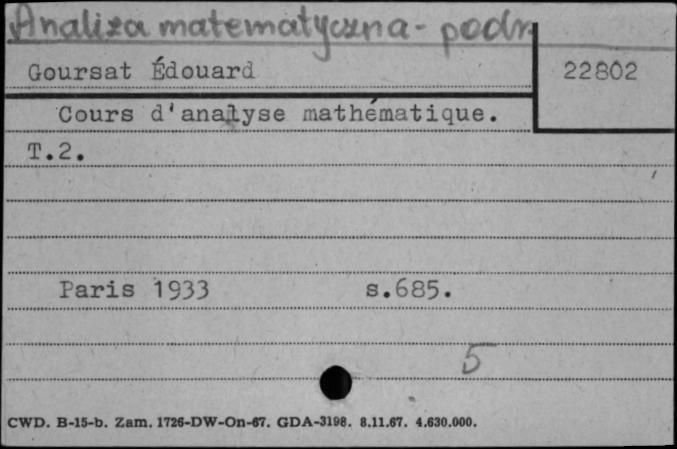 Analiza matematyczna - podr
Goursat Édouard
22802
Cours d'analyse mathématique.
T.2.
Paris 1933 s.685.
5
CWD. B-15-b. Zam. 1726-DW-On-67. GDA-3198. 8.11.67. 4.630.000.